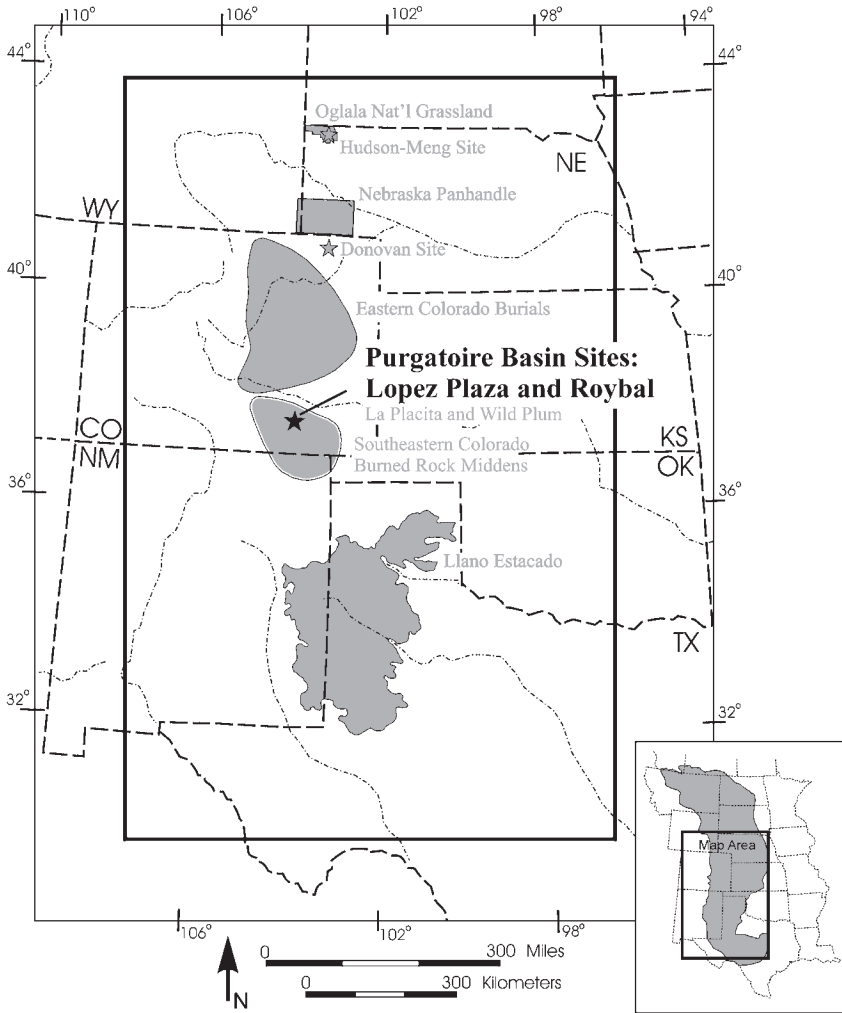 110°
106°
102°
98°
94°
44°
44°
Oglala Nat'l Grassland
Hudson-Meng Site
NE
Nebraska Panhandle
WY
Donovan Site
40°
40°
Eastern Colorado Burials
Purgatoire Basin Sites:
Lopez Plaza and Roybal
La Placita and Wild Plum
CO
KS
NM
Southeastern Colorado
Burned Rock Middens
OK
36°
36°
Llano Estacado
TX
32°
32°
Map Area
106°
102°
98°
0 300 Miles
0 300 Kilometers
N